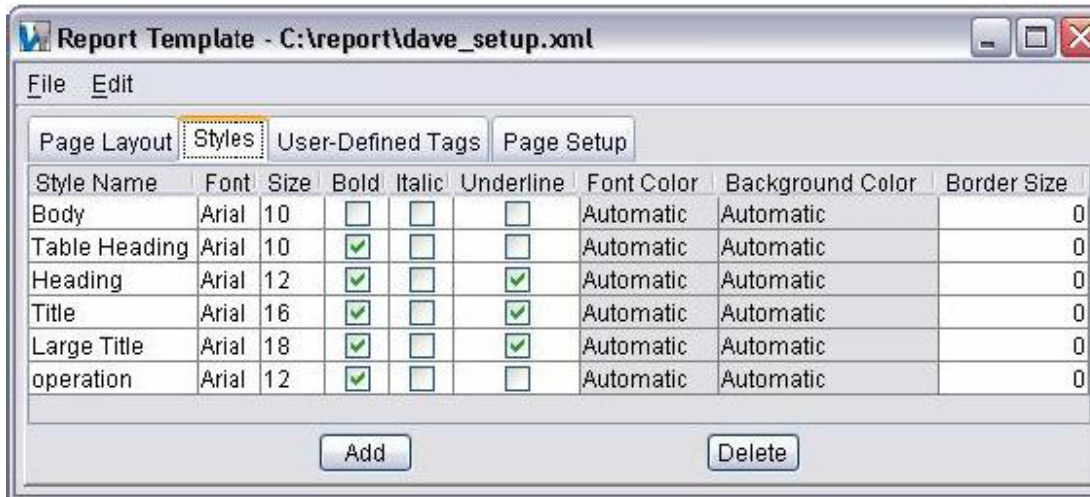 Report Template - C:\report\dave_setup.xml
File Edit
Page Layout Styles User-Defined Tags Page Setup
Style Name Font Size Bold Italic Underline Font Color Background Color Border Size
Body Arial 10 Automatic Automatic 0
Table Heading Arial 10 Automatic Automatic 0
Heading Arial 12 Automatic Automatic 0
Title Arial 16 Automatic Automatic 0
Large Title Arial 18 Automatic Automatic 0
operation Arial 12 Automatic Automatic 0
Add Delete